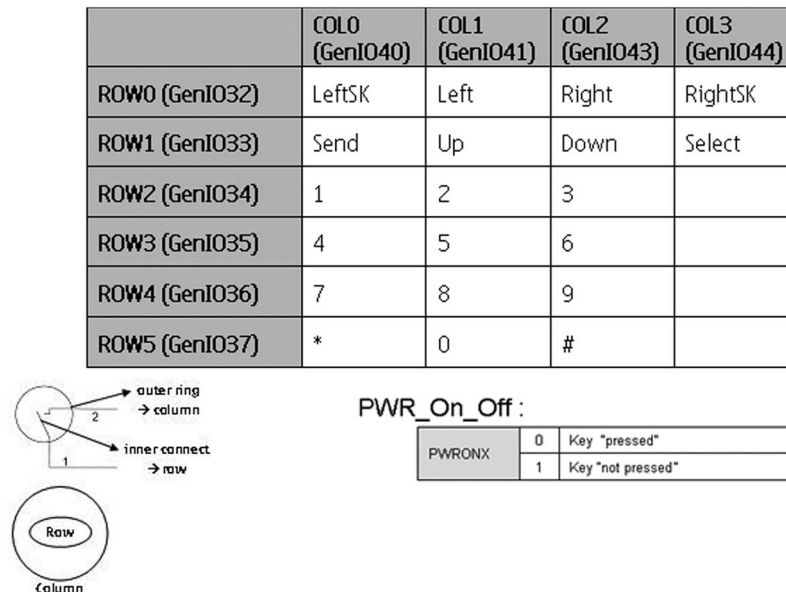 COL0 (GenIO40) COL1 (GenIO41) COL2 (GenIO43) COL3 (GenIO44)
ROW0 (GenIO32) LeftSK Left Right RightSK
ROW1 (GenIO33) Send Up Down Select
ROW2 (GenIO34) 1 2 3
ROW3 (GenIO35) 4 5 6
ROW4 (GenIO36) 7 8 9
ROW5 (GenIO37) * 0 #
outer ring
2 → column
inner connect
1 → row
PWR_On_Off :
PWRONX 0 Key "pressed"
1 Key "not pressed"
Row
Column